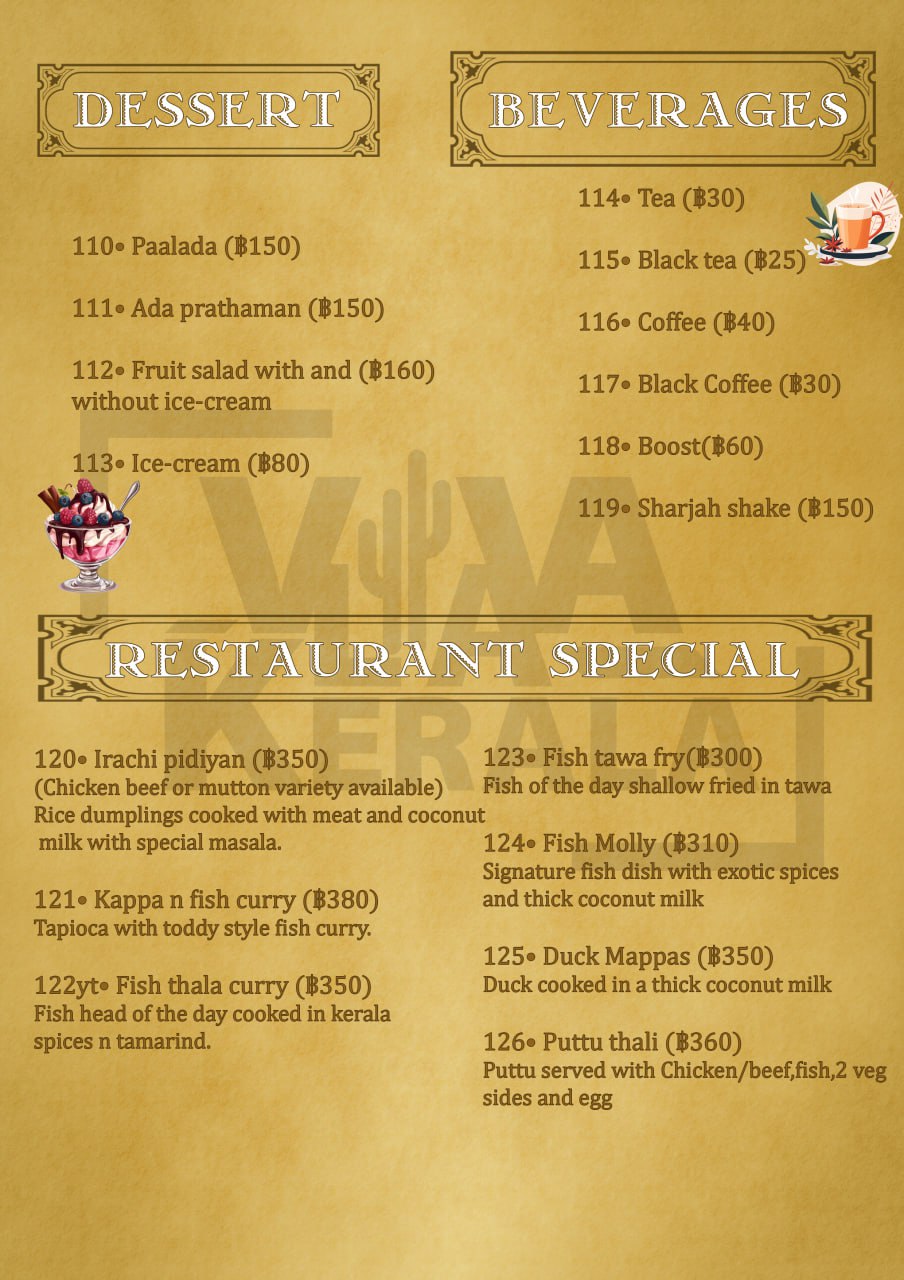 DESSERT
110• Paalada (฿150)
111• Ada prathaman (฿150)
112• Fruit salad with and (฿160)
without ice-cream
113• Ice-cream (฿80)
BEVERAGES
114• Tea (฿30)
115• Black tea (฿25)
116• Coffee (฿40)
117• Black Coffee (฿30)
118• Boost(฿60)
119• Sharjah shake (฿150)
RESTAURANT SPECIAL
120• Irachi pidiyan (฿350)
(Chicken beef or mutton variety available)
Rice dumplings cooked with meat and coconut
milk with special masala.
121• Kappa n fish curry (฿380)
Tapioca with toddy style fish curry.
122yt• Fish thala curry (฿350)
Fish head of the day cooked in kerala
spices n tamarind.
123• Fish tawa fry(฿300)
Fish of the day shallow fried in tawa
124• Fish Molly (฿310)
Signature fish dish with exotic spices
and thick coconut milk
125• Duck Mappas (฿350)
Duck cooked in a thick coconut milk
126• Puttu thali (฿360)
Puttu served with Chicken/beef,fish,2 veg
sides and egg
KERALA